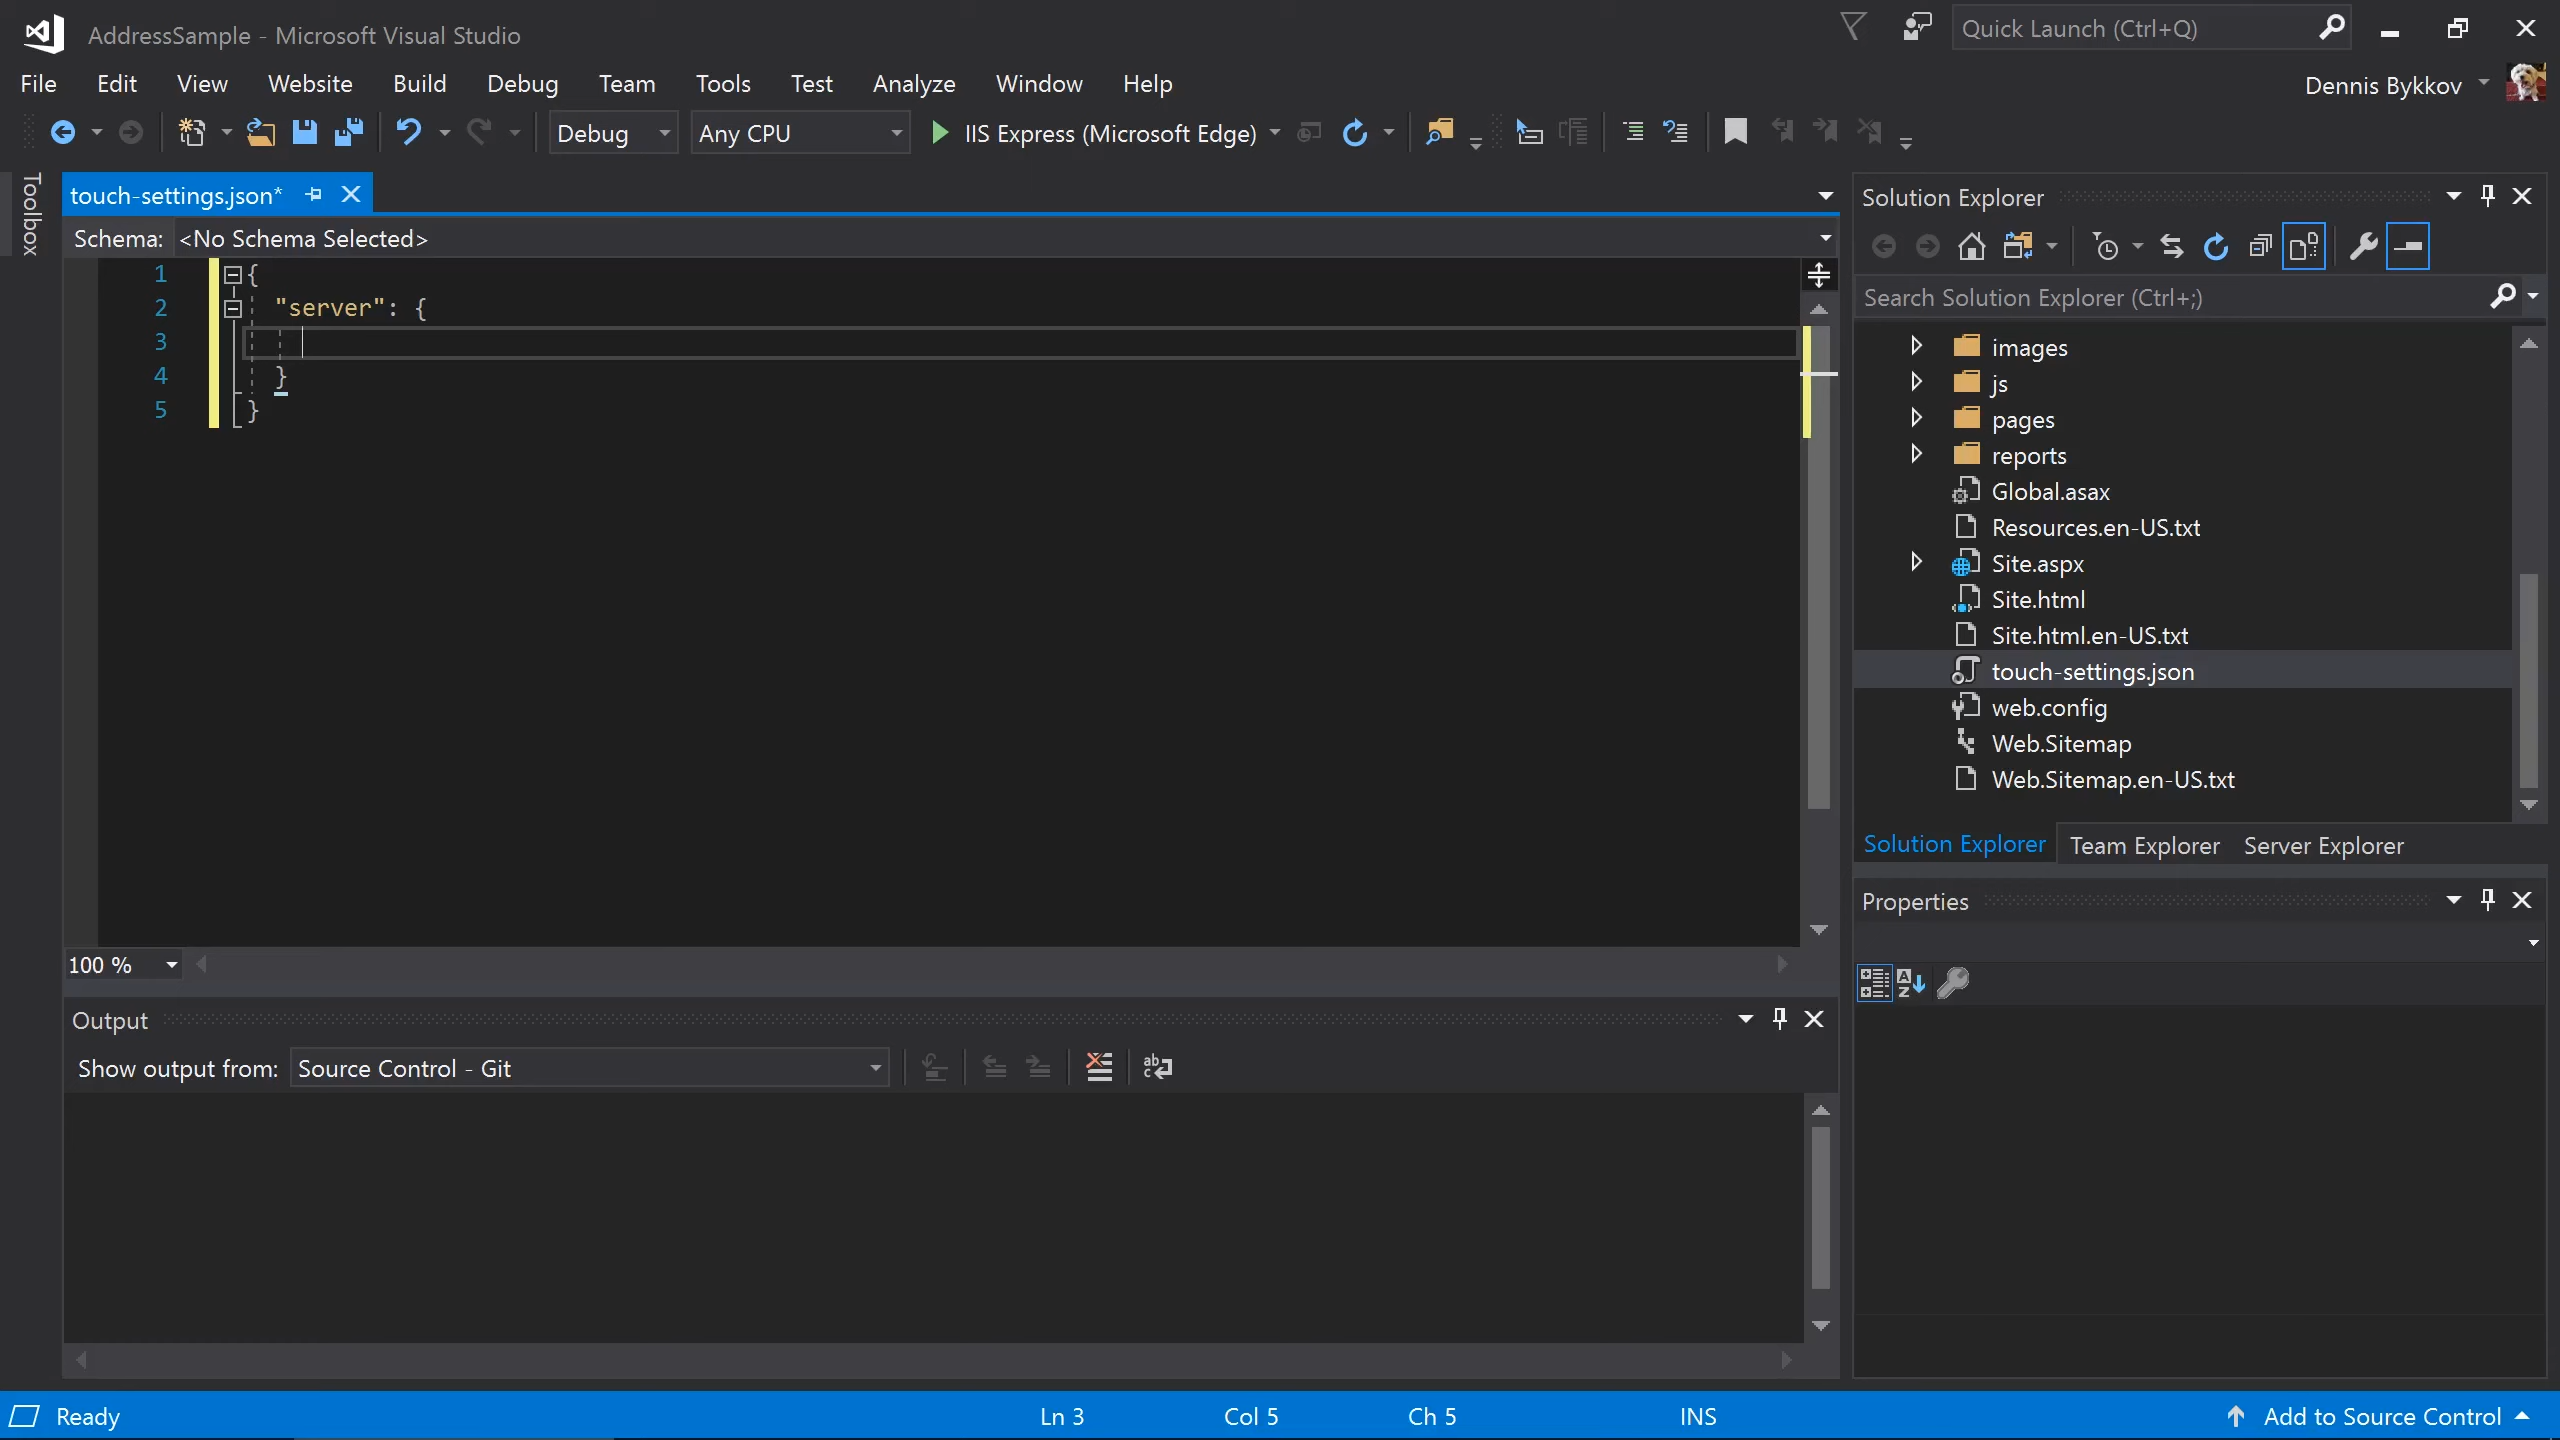 AddressSample - Microsoft Visual Studio
Quick Launch (Ctrl+Q)
File Edit View Website Build Debug Team Tools Test Analyze Window Help
Dennis Bykkov
Debug Any CPU IIS Express (Microsoft Edge)
Toolbox
touch-settings.json*
Schema: <No Schema Selected>
1 {
2 "server": {
3
4 }
5 }
100 %
Output
Show output from: Source Control - Git
Solution Explorer
Search Solution Explorer (Ctrl+;)
images
js
pages
reports
Global.asax
Resources.en-US.txt
Site.aspx
Site.html
Site.html.en-US.txt
touch-settings.json
web.config
Web.Sitemap
Web.Sitemap.en-US.txt
Solution Explorer Team Explorer Server Explorer
Properties
Ready Ln 3 Col 5 Ch 5 INS Add to Source Control